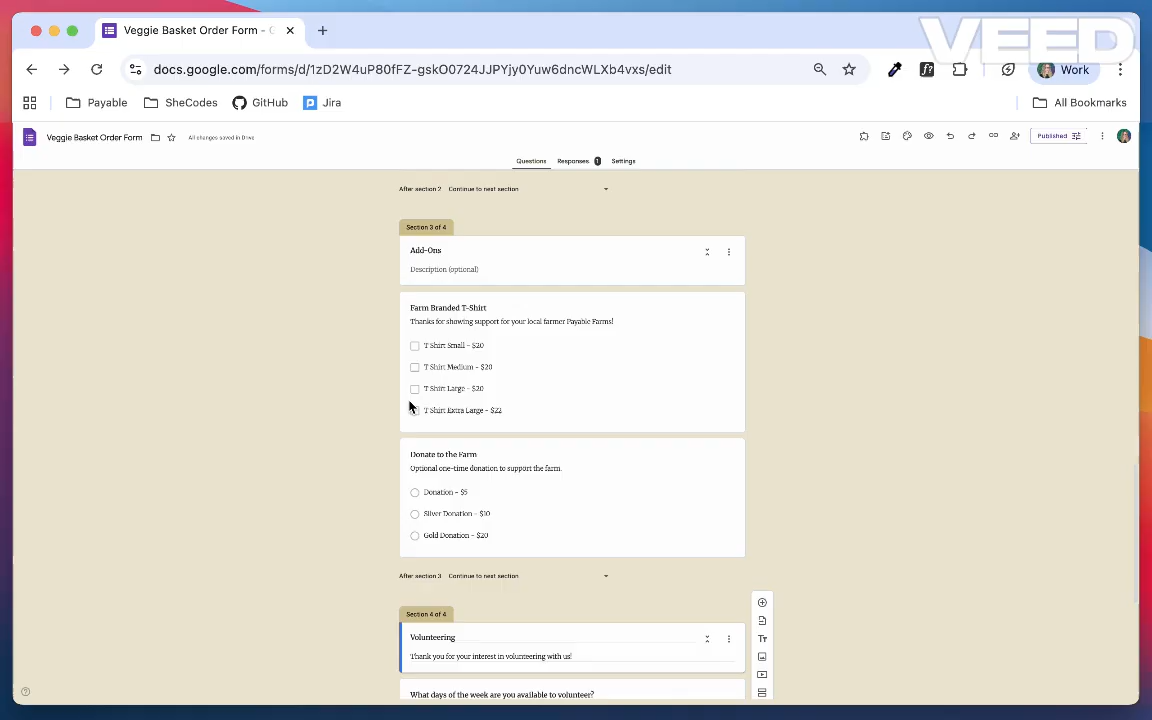 VEED
Veggie Basket Order Form - G
docs.google.com/forms/d/1zD2W4uP80fFZ-gskO0724JJPYjy0Yuw6dncWLXb4vxs/edit
Work
Payable
SheCodes
GitHub
Jira
All Bookmarks
Veggie Basket Order Form
All changes saved in Drive
Published
Questions
Responses
1
Settings
After section 2 Continue to next section
Section 3 of 4
Add-Ons
Description (optional)
Farm Branded T-Shirt
Thanks for showing support for your local farmer Payable Farms!
T Shirt Small - $20
T Shirt Medium - $20
T Shirt Large - $20
T Shirt Extra Large - $22
Donate to the Farm
Optional one-time donation to support the farm.
Donation - $5
Silver Donation - $10
Gold Donation - $20
After section 3 Continue to next section
Section 4 of 4
Volunteering
Thank you for your interest in volunteering with us!
What days of the week are you available to volunteer?